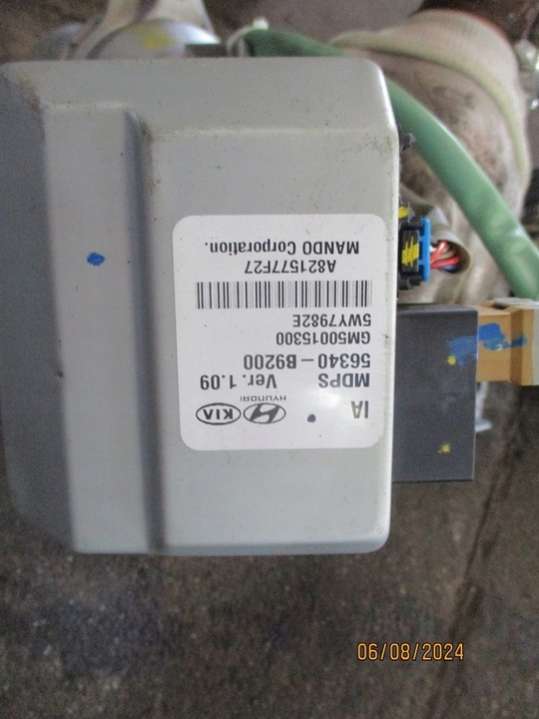 IA
HYUNDAI
KIA
MDPS Ver. 1.09
56340-B9200
GM50015300
5WY7982E
A821577F27
MANDO Corporation.
06/08/2024